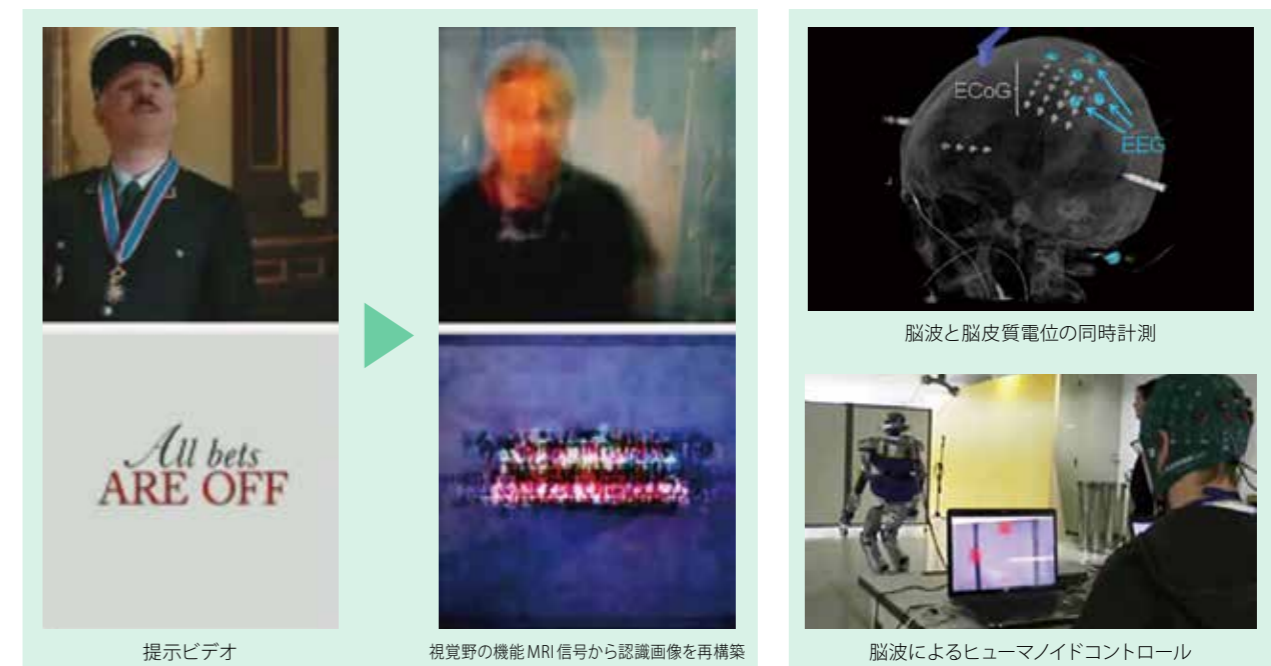 All bets
ARE OFF
提示ビデオ
視覚野の機能MRI信号から認識画像を再構築
ECoG
EEG
脳波と脳皮質電位の同時計測
脳波によるヒューマノイドコントロール